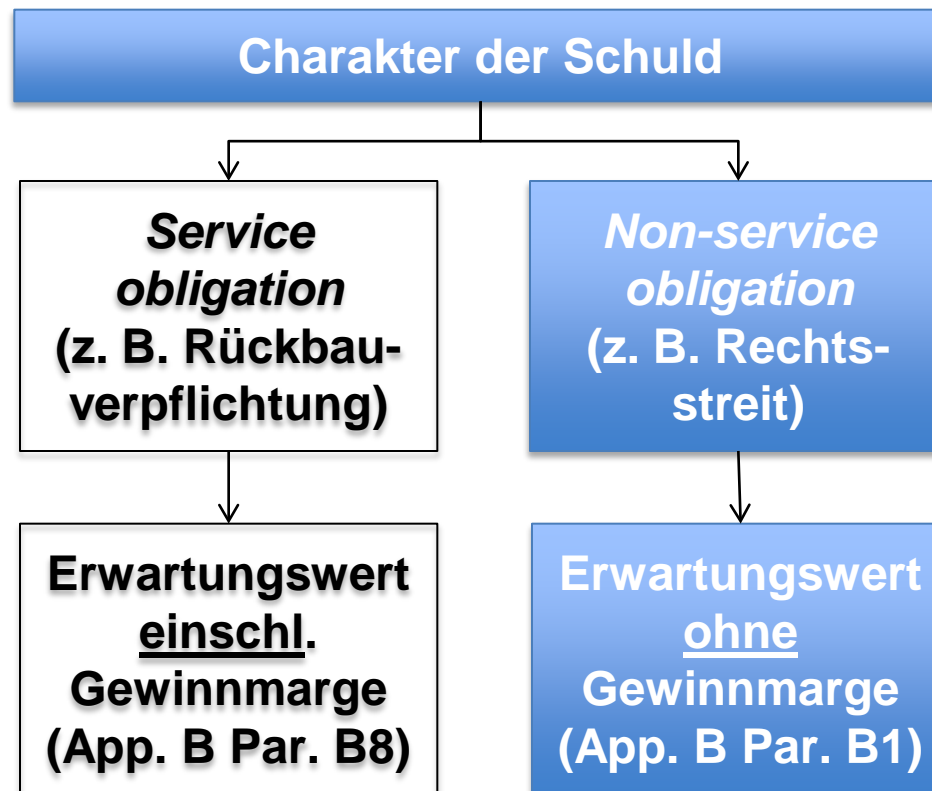 Charakter der Schuld
Service
obligation
(z. B. Rückbau-
verpflichtung)
Non-service
obligation
(z. B. Rechts-
streit)
Erwartungswert
einschl.
Gewinnmarge
(App. B Par. B8)
Erwartungswert
ohne
Gewinnmarge
(App. B Par. B1)